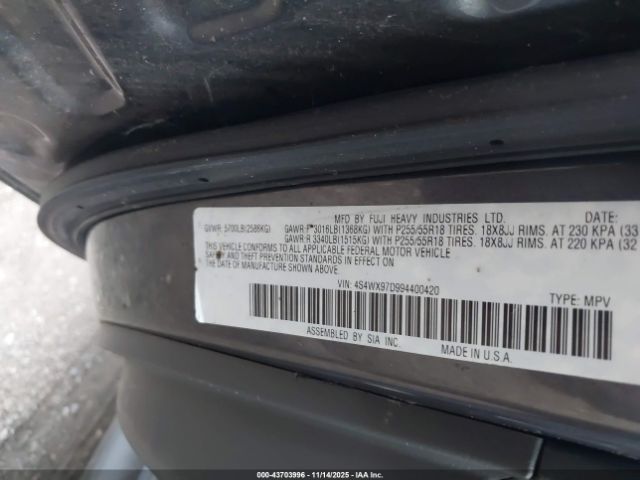 MFD. BY FUJI HEAVY INDUSTRIES LTD. DATE:
GVWR: 5700LB(2586KG) GAWR F 3016LB(1368KG) WITH P255/55R18 TIRES. 18X8JJ RIMS. AT 230 KPA (33
GAWR R 3340LB(1515KG) WITH P255/55R18 TIRES. 18X8JJ RIMS. AT 220 KPA (32
THIS VEHICLE CONFORMS TO ALL APPLICABLE FEDERAL MOTOR VEHICLE
SAFETY AND THEFT PREVENTION STANDARDS IN EFFECT ON THE
DATE OF MANUFACTURE SHOWN ABOVE.
VIN: 4S4WX97D994400420 TYPE: MPV
ASSEMBLED BY SIA INC. MADE IN U.S.A.
000-43703996 - 11/14/2025 - IAAI.COM